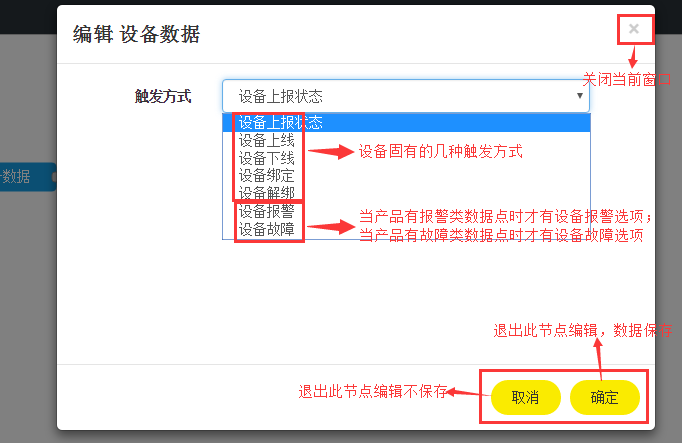 编辑 设备数据
×
关闭当前窗口
触发方式
设备上报状态
设备上报状态
设备上线
设备下线
设备绑定
设备解绑
设备报警
设备故障
设备固有的几种触发方式
当产品有报警类数据点时才有设备报警选项；
当产品有故障类数据点时才有设备故障选项
数据
退出此节点编辑，数据保存
退出此节点编辑不保存
取消
确定